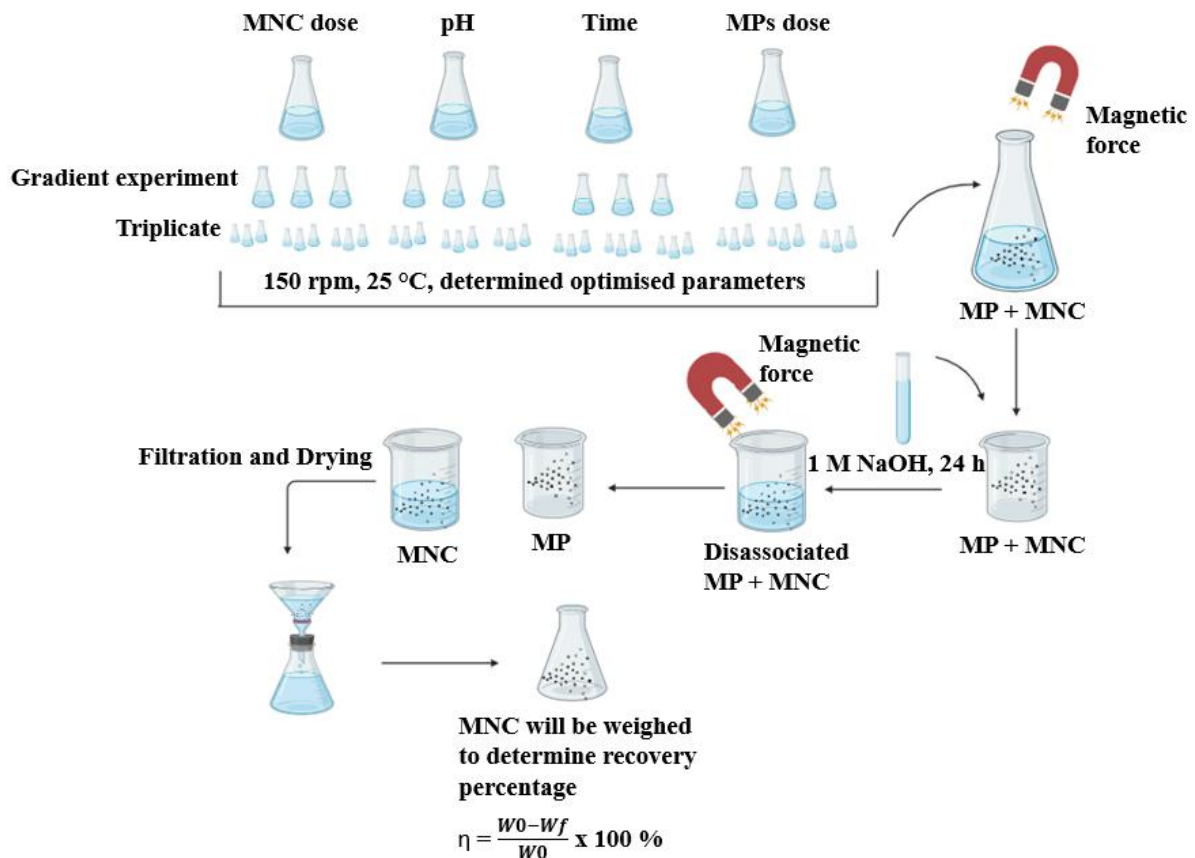 MNC dose
pH
Time
MPs dose
Magnetic
force
Gradient experiment
Triplicate
150 rpm, 25 °C, determined optimised parameters
MP + MNC
Magnetic
force
Filtration and Drying
1 M NaOH, 24 h
MNC
MP
Disassociated
MP + MNC
MP + MNC
MNC will be weighed
to determine recovery
percentage
η = W0−Wf / W0 x 100 %